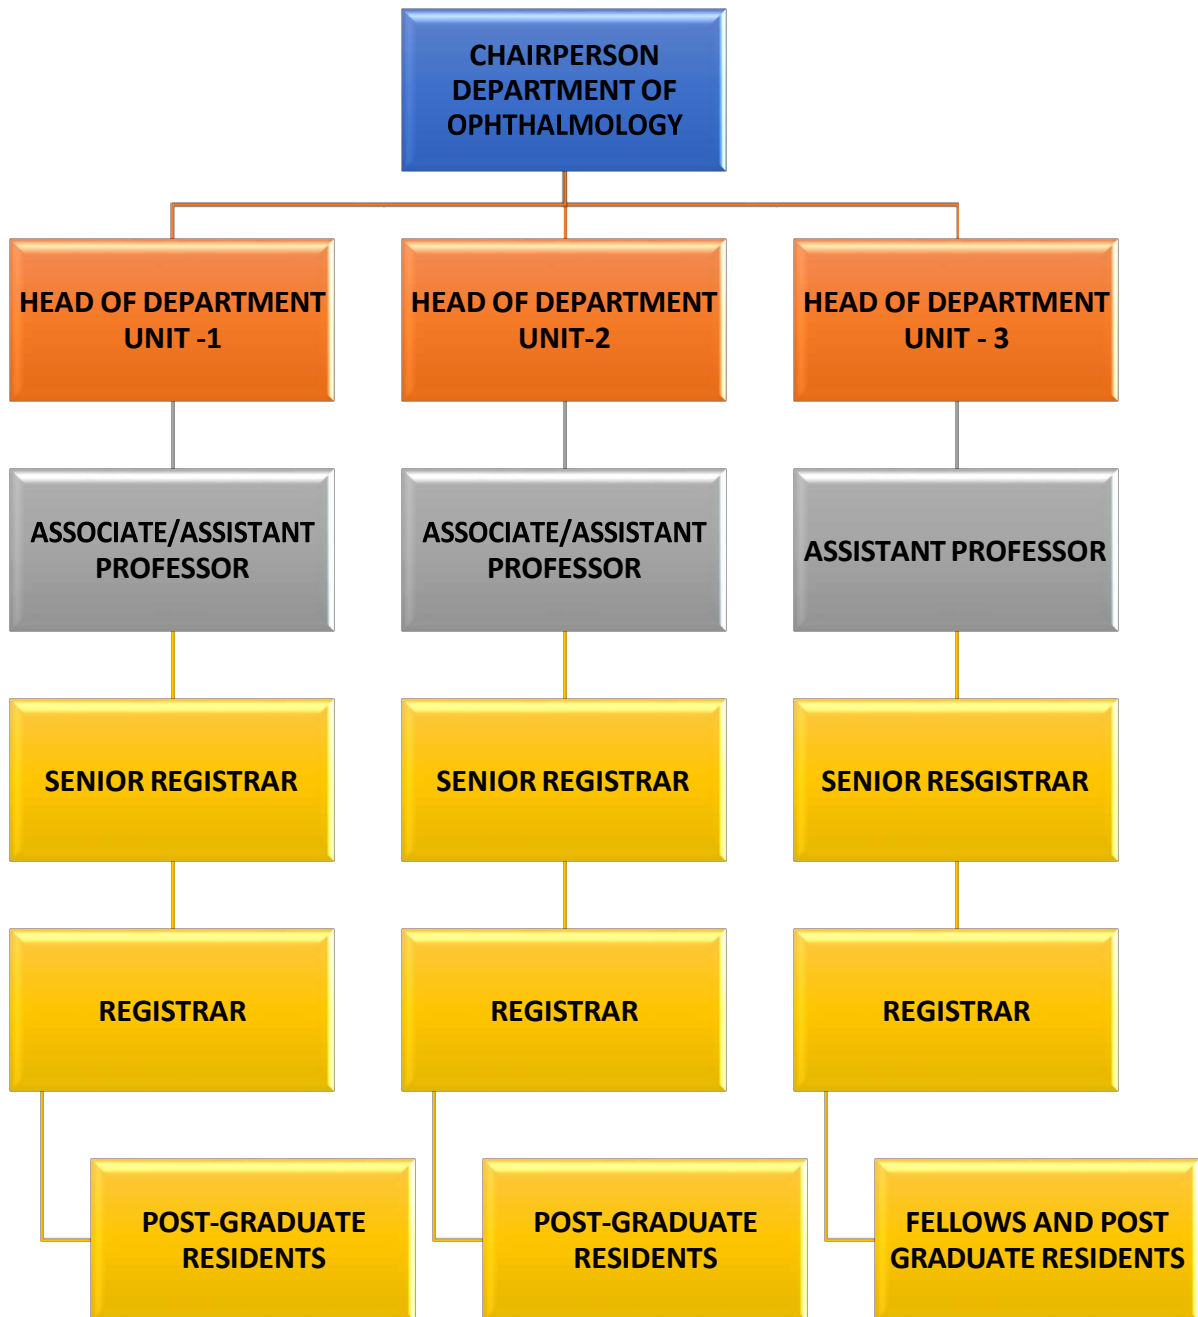 CHAIRPERSON
DEPARTMENT OF
OPHTHALMOLOGY
HEAD OF DEPARTMENT
UNIT -1
HEAD OF DEPARTMENT
UNIT-2
HEAD OF DEPARTMENT
UNIT - 3
ASSOCIATE/ASSISTANT
PROFESSOR
ASSOCIATE/ASSISTANT
PROFESSOR
ASSISTANT PROFESSOR
SENIOR REGISTRAR
SENIOR REGISTRAR
SENIOR RESGISTRAR
REGISTRAR
REGISTRAR
REGISTRAR
POST-GRADUATE
RESIDENTS
POST-GRADUATE
RESIDENTS
FELLOWS AND POST
GRADUATE RESIDENTS